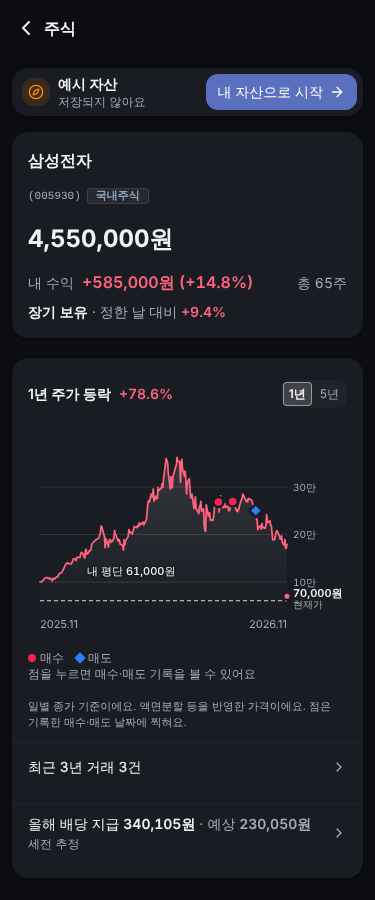 주식
예시 자산
저장되지 않아요
내 자산으로 시작
삼성전자
(005930) 국내주식
4,550,000원
내 수익 +585,000원 (+14.8%) 총 65주
장기 보유 · 정한 날 대비 +9.4%
1년 주가 등락 +78.6% 1년 5년
30만
20만
내 평단 61,000원
10만
70,000원
현재가
2025.11 2026.11
매수 매도
점을 누르면 매수·매도 기록을 볼 수 있어요
일별 종가 기준이에요. 액면분할 등을 반영한 가격이에요. 점은
기록한 매수·매도 날짜에 찍혀요.
최근 3년 거래 3건
올해 배당 지급 340,105원 · 예상 230,050원
세전 추정